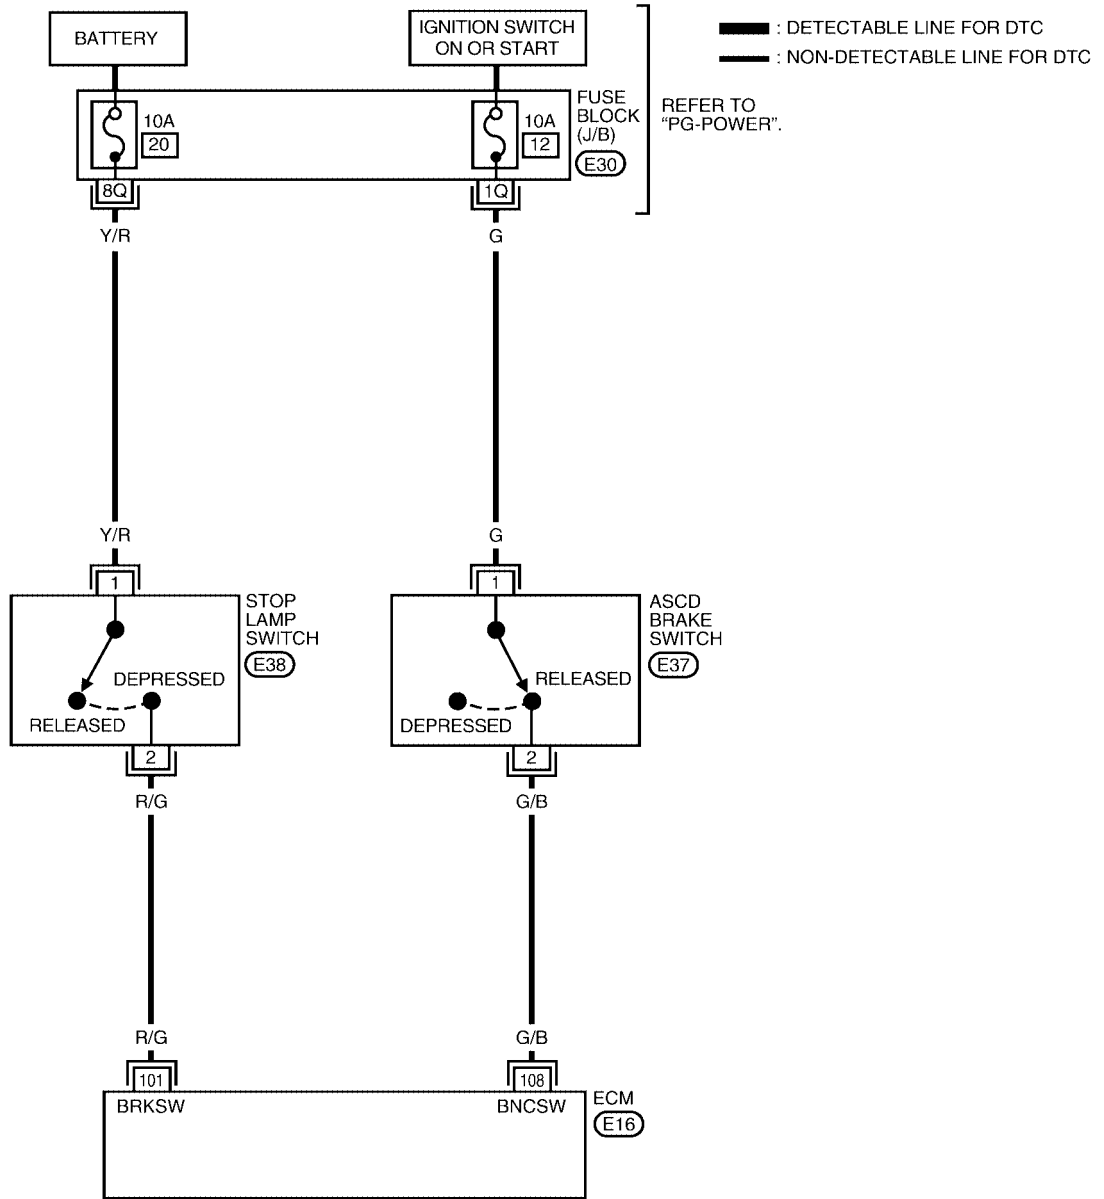 BATTERY
IGNITION SWITCH
ON OR START
: DETECTABLE LINE FOR DTC
: NON-DETECTABLE LINE FOR DTC
10A
20
10A
12
FUSE
BLOCK
(J/B)
E30
REFER TO
"PG-POWER".
8Q
1Q
Y/R
G
Y/R
G
1
1
STOP
LAMP
SWITCH
E38
DEPRESSED
RELEASED
ASCD
BRAKE
SWITCH
E37
RELEASED
DEPRESSED
2
2
R/G
G/B
R/G
G/B
101
108
BRKSW
BNCSW
ECM
E16